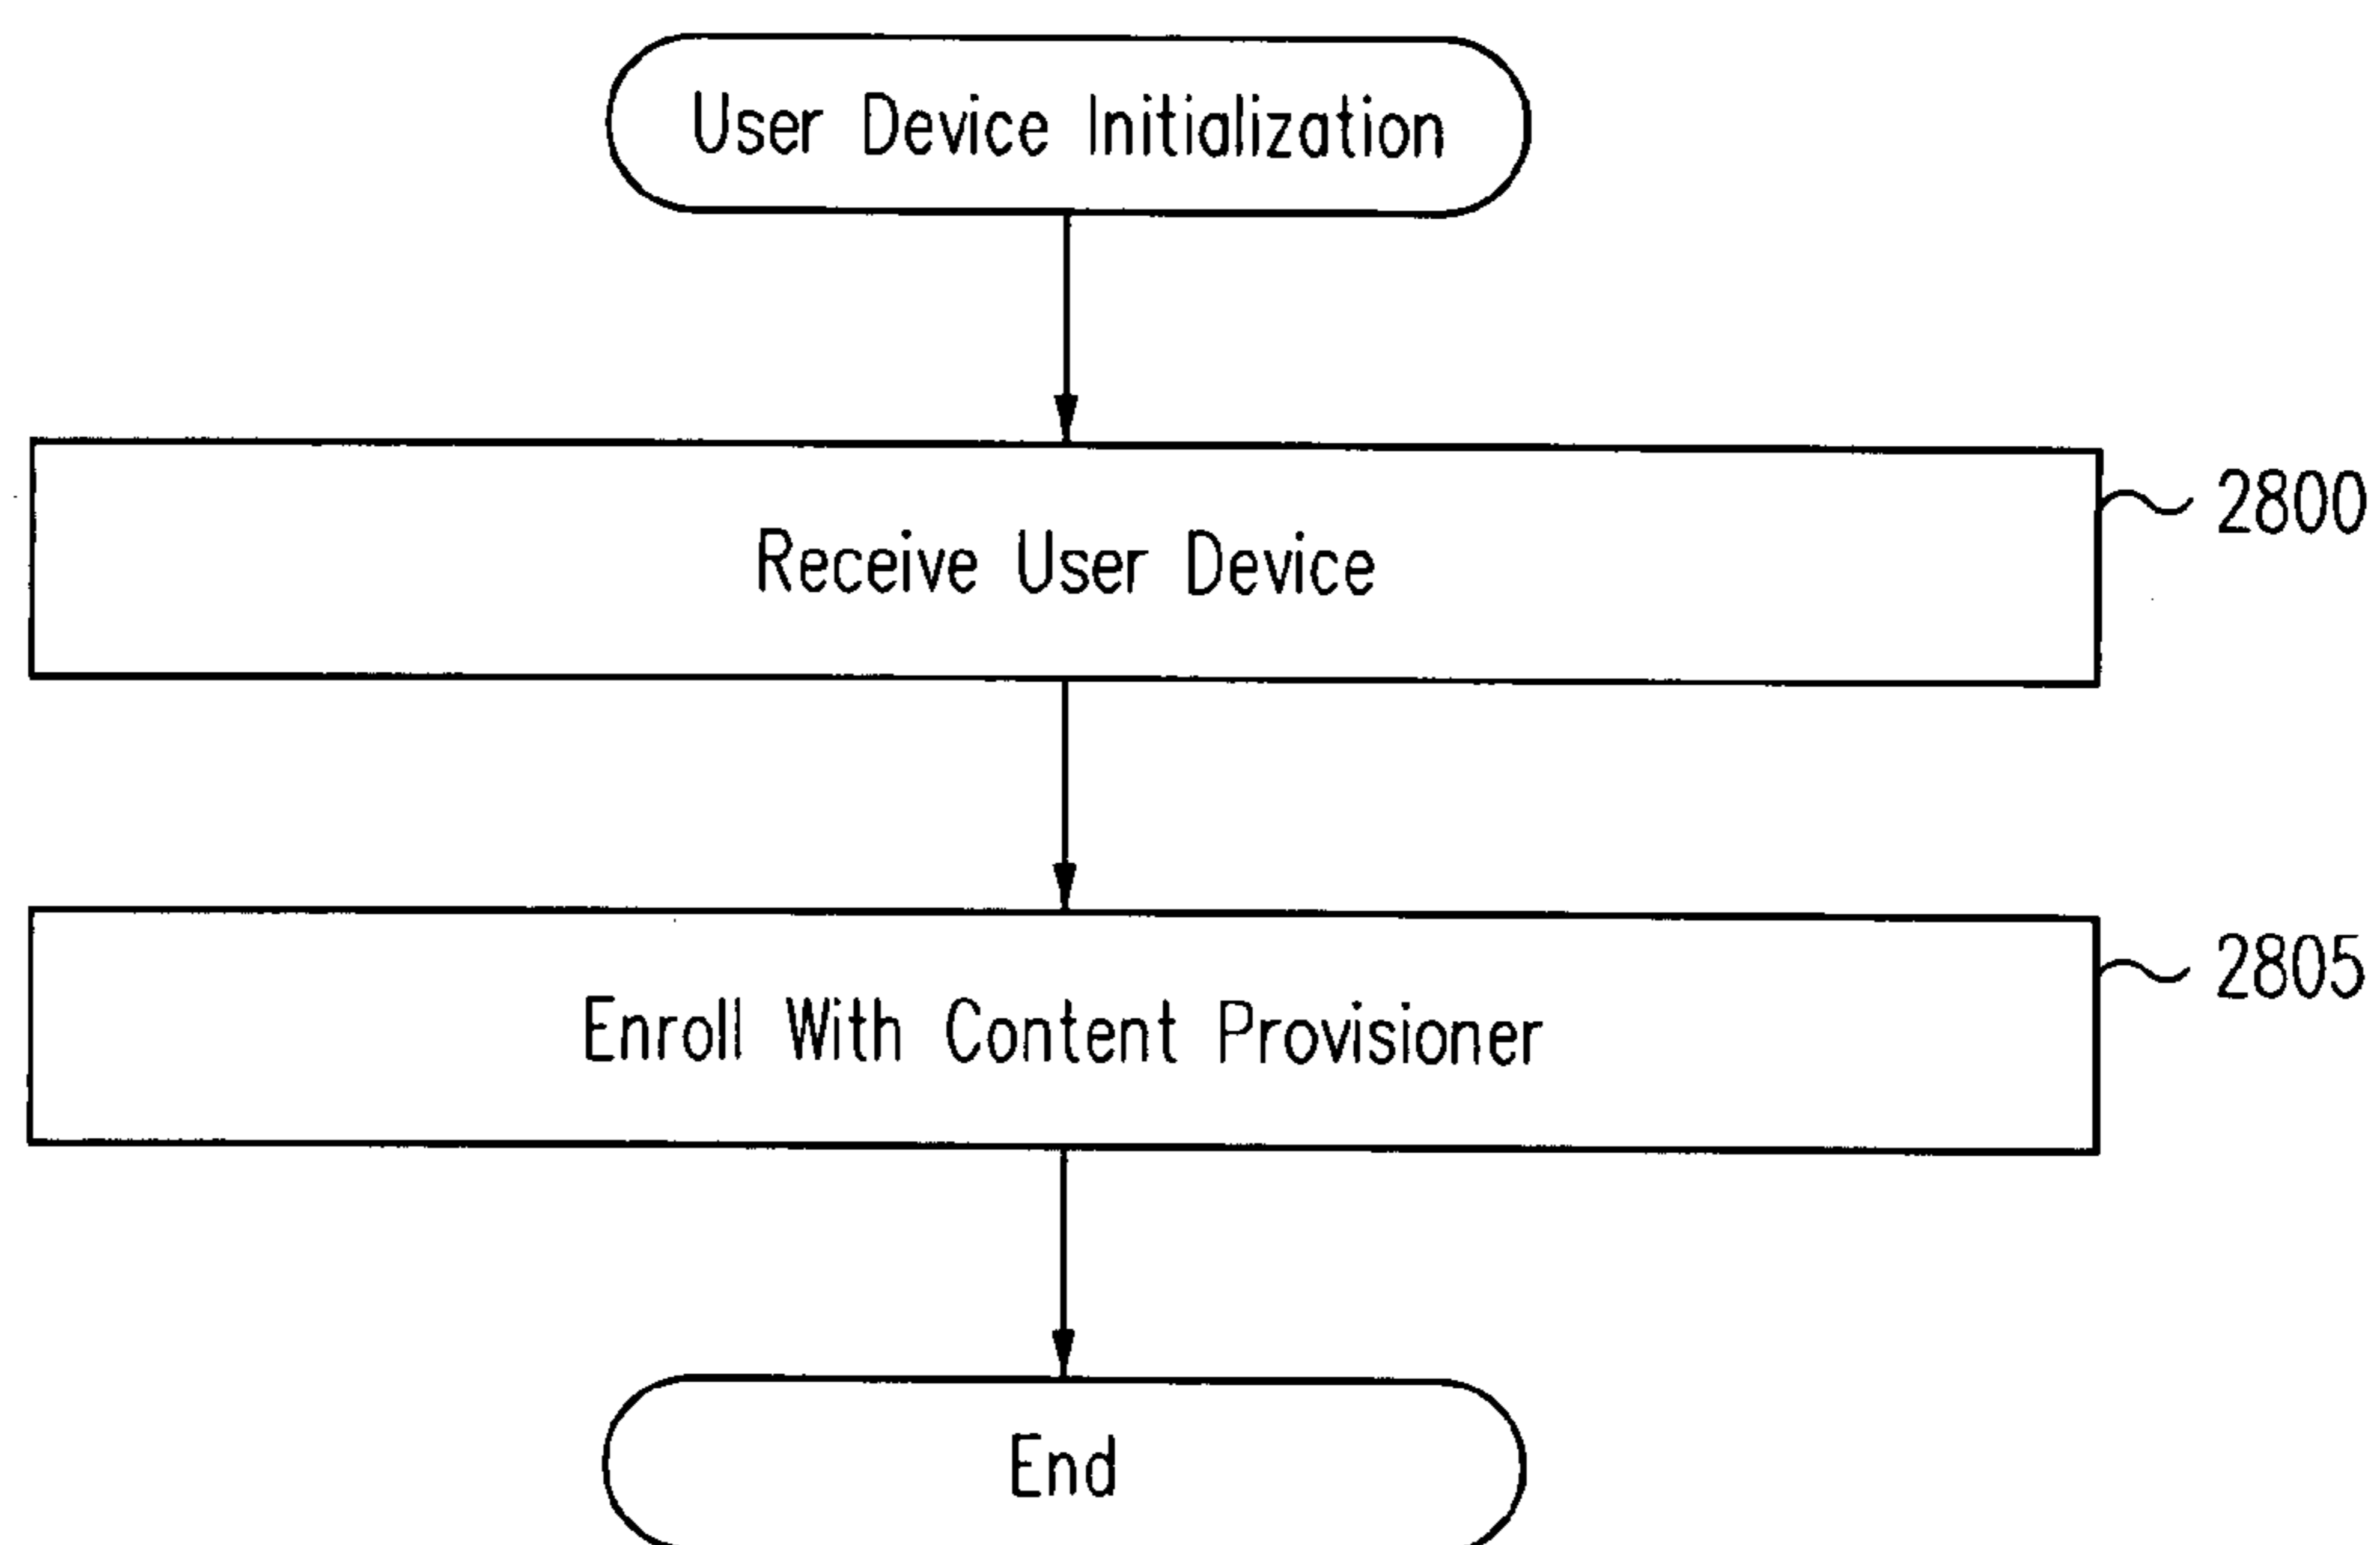 User Device Initialization
2800
Receive User Device
2805
Enroll With Content Provisioner
End